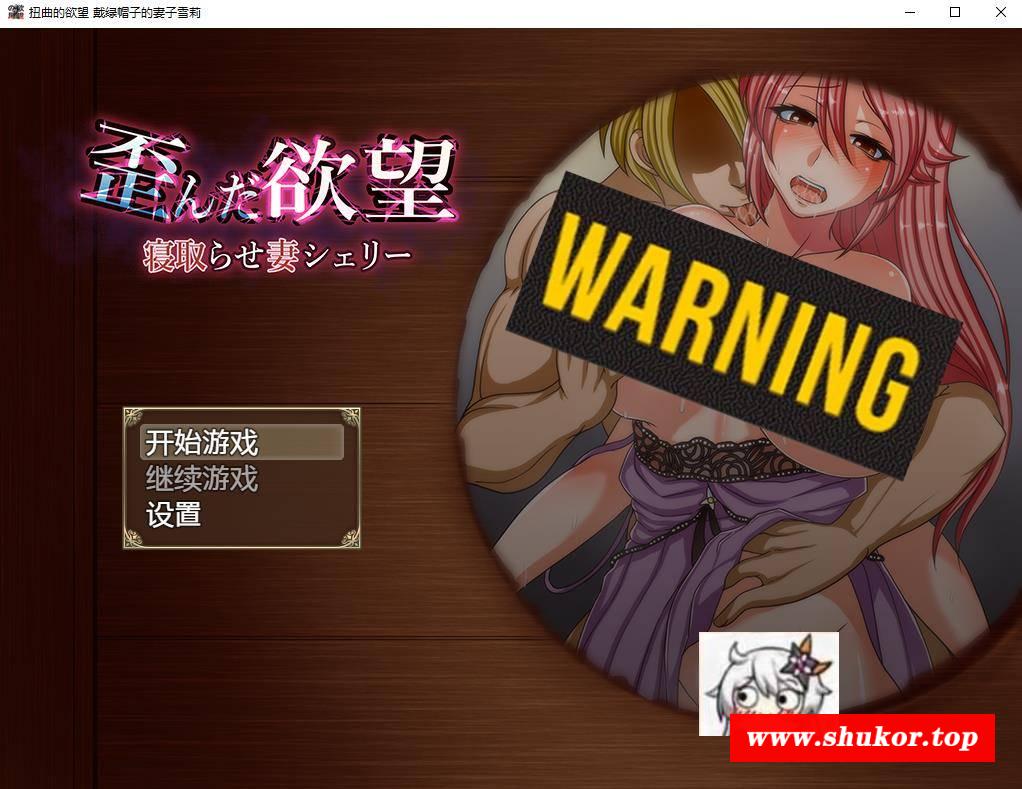 扭曲的欲望 戴绿帽子的妻子雪莉
歪んだ欲望
寝取らせ妻シェリー
WARNING
开始游戏
继续游戏
设置
www.shukor.top